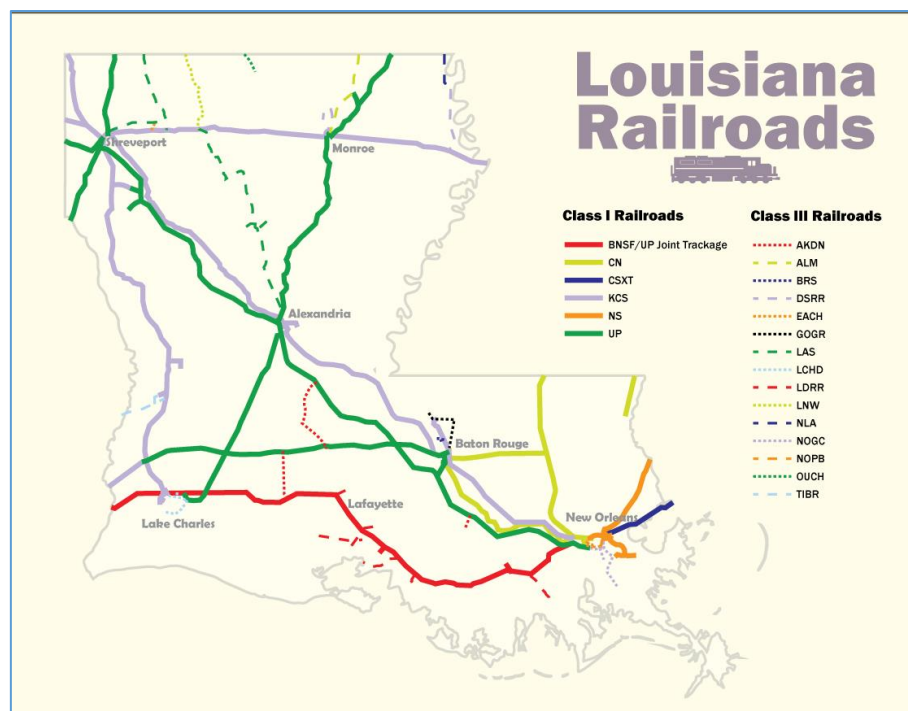 Louisiana
Railroads
Shreveport
Monroe
Alexandria
Baton Rouge
Lafayette
Lake Charles
New Orleans
Class I Railroads
BNSF/UP Joint Trackage
CN
CSXT
KCS
NS
UP
Class III Railroads
AKDN
ALM
BRS
DSRR
EACH
GOGR
LAS
LCHD
LDRR
LNW
NLA
NOGC
NOPB
OUCH
TIBR